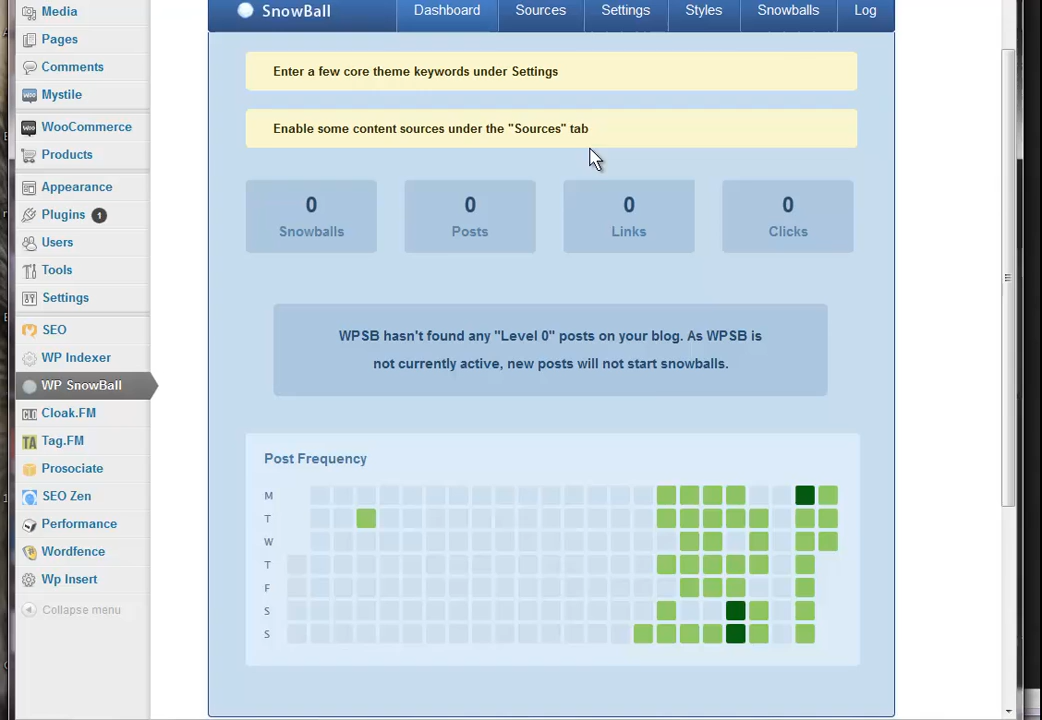 Media
Pages
Comments
Mystile
WooCommerce
Products
Appearance
Plugins 1
Users
Tools
Settings
SEO
WP Indexer
WP SnowBall
Cloak.FM
Tag.FM
Prosociate
SEO Zen
Performance
Wordfence
Wp Insert
Collapse menu
SnowBall Dashboard Sources Settings Styles Snowballs Log
Enter a few core theme keywords under Settings
Enable some content sources under the "Sources" tab
0 0 0 0
Snowballs Posts Links Clicks
WPSB hasn't found any "Level 0" posts on your blog. As WPSB is
not currently active, new posts will not start snowballs.
Post Frequency
M
T
W
T
F
S
S